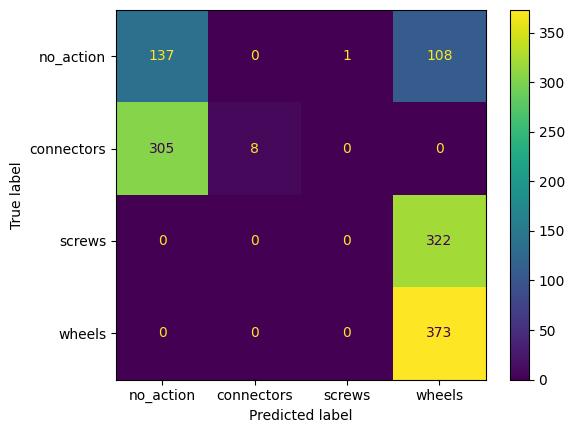 no_action 137 0 1 108
connectors 305 8 0 0
screws 0 0 0 322
wheels 0 0 0 373
no_action connectors screws wheels
Predicted label
True label
350
300
250
200
150
100
50
0